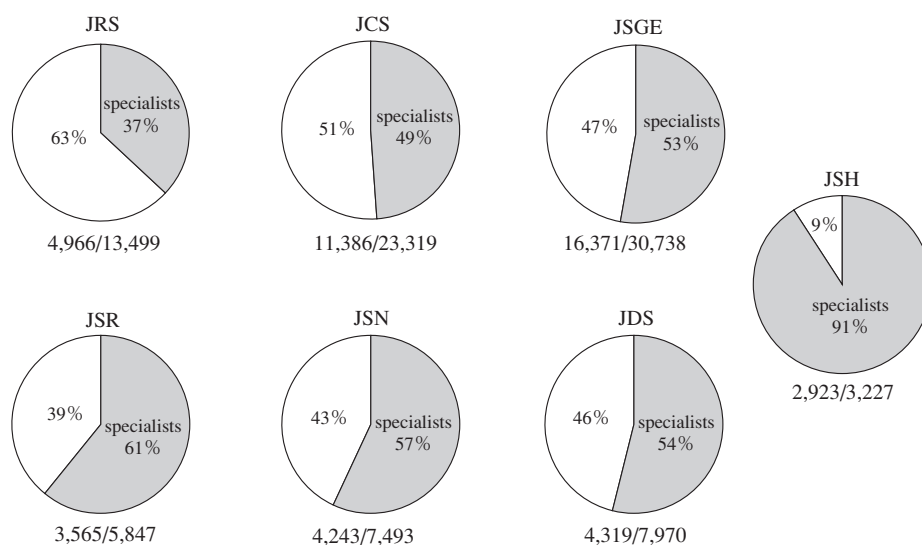 JRS
specialists
37%
63%
4,966/13,499
JCS
specialists
49%
51%
11,386/23,319
JSGE
specialists
53%
47%
16,371/30,738
JSH
9%
specialists
91%
2,923/3,227
JSR
39%
specialists
61%
3,565/5,847
JSN
43%
specialists
57%
4,243/7,493
JDS
46%
specialists
54%
4,319/7,970